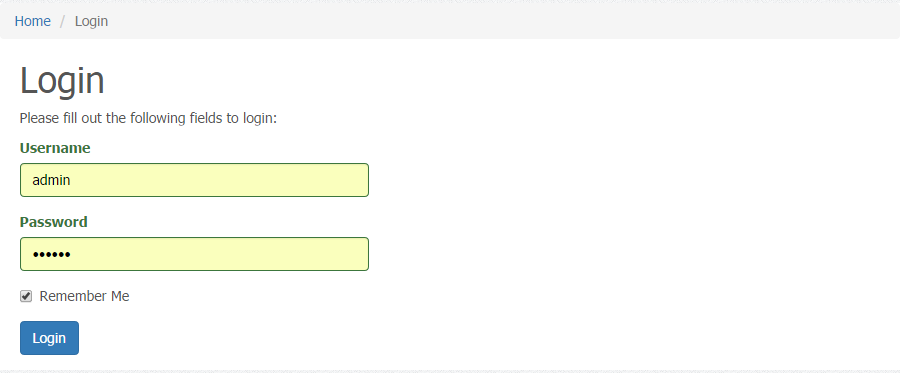 Home / Login
Login
Please fill out the following fields to login:
Username
admin
Password
••••••
Remember Me
Login